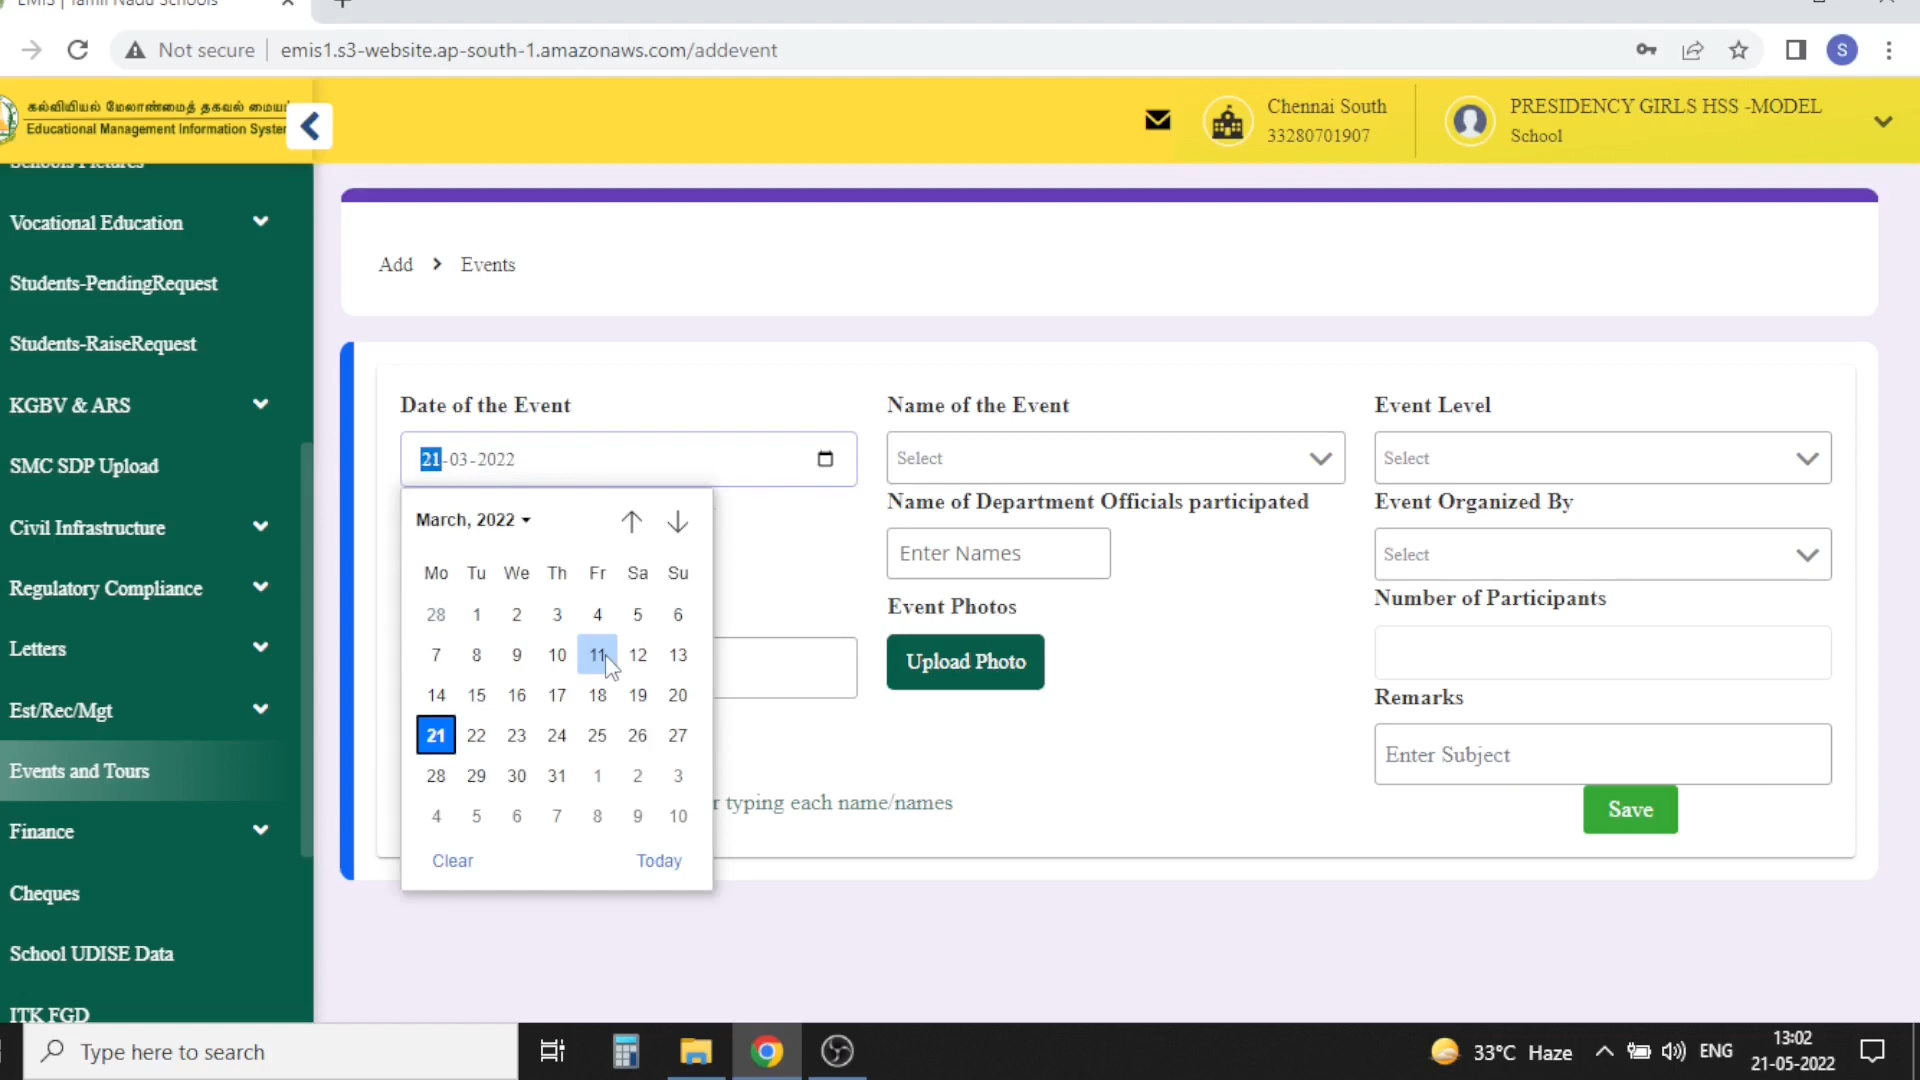 EMIS | Tamil Nadu Schools
Not secure
emis1.s3-website.ap-south-1.amazonaws.com/addevent
S
கல்வியியல் மேலாண்மைத் தகவல்
Educational Management Information
Chennai South
33280701907
PRESIDENCY GIRLS HSS -MODEL
School
Schools Pictures
Vocational Education
Students-PendingRequest
Students-RaiseRequest
KGBV & ARS
SMC SDP Upload
Civil Infrastructure
Regulatory Compliance
Letters
Est/Rec/Mgt
Events and Tours
Finance
Cheques
School UDISE Data
ITK FGD
Add > Events
Date of the Event
21-03-2022
March, 2022
Mo Tu We Th Fr Sa Su
28 1 2 3 4 5 6
7 8 9 10 11 12 13
14 15 16 17 18 19 20
21 22 23 24 25 26 27
28 29 30 31 1 2 3
4 5 6 7 8 9 10
Clear Today
Name of the Event
Select
Name of Department Officials participated
Enter Names
Event Photos
Upload Photo
typing each name/names
Event Level
Select
Event Organized By
Select
Number of Participants
Remarks
Enter Subject
Save
Type here to search
33°C Haze
ENG
13:02
21-05-2022